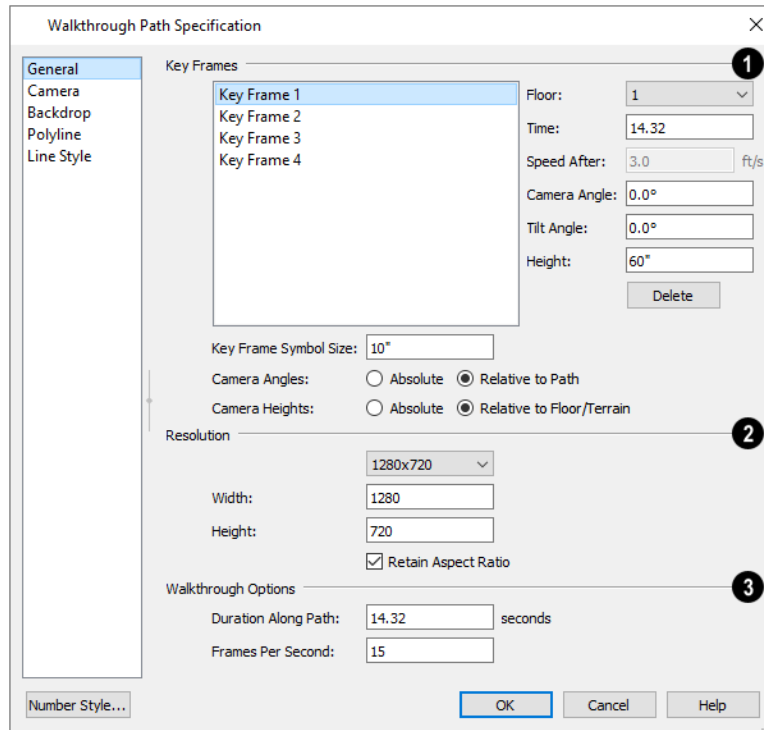 Walkthrough Path Specification
General
Camera
Backdrop
Polyline
Line Style
Key Frames
1
Key Frame 1
Key Frame 2
Key Frame 3
Key Frame 4
Floor: 1
Time: 14.32
Speed After: 3.0 ft/s
Camera Angle: 0.0°
Tilt Angle: 0.0°
Height: 60"
Delete
Key Frame Symbol Size: 10"
Camera Angles: Absolute Relative to Path
Camera Heights: Absolute Relative to Floor/Terrain
Resolution
2
1280x720
Width: 1280
Height: 720
Retain Aspect Ratio
Walkthrough Options
3
Duration Along Path: 14.32 seconds
Frames Per Second: 15
Number Style... OK Cancel Help